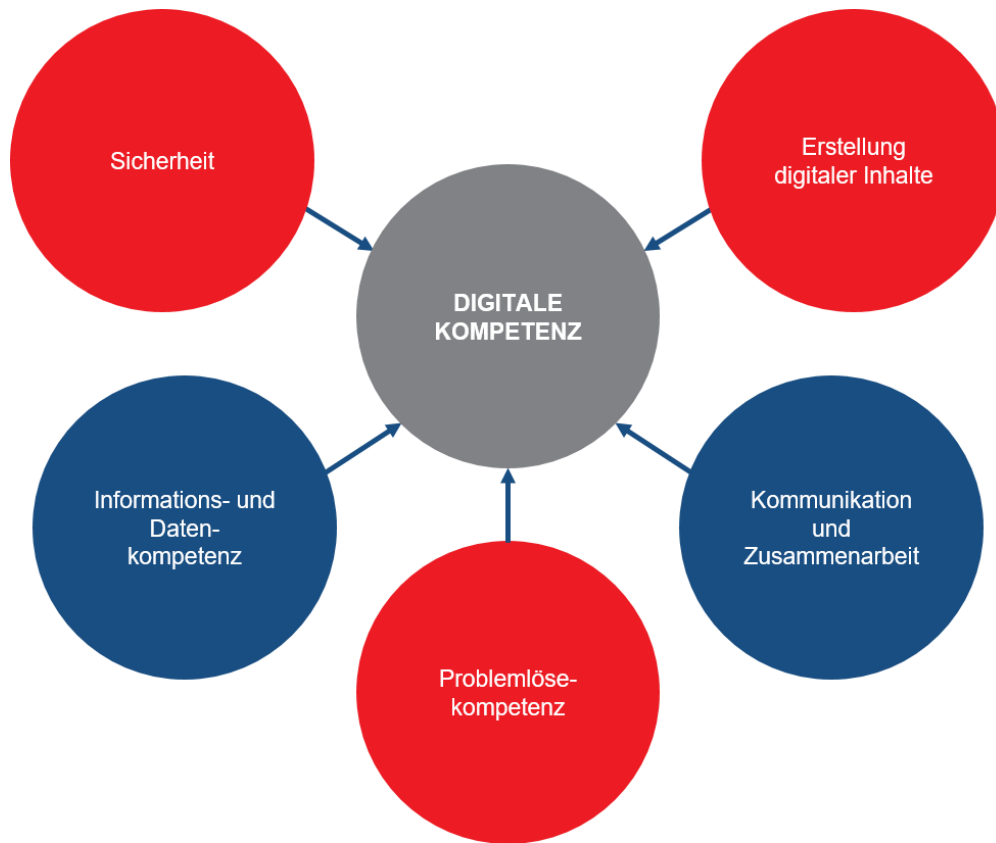 Sicherheit
Erstellung
digitaler Inhalte
DIGITALE
KOMPETENZ
Informations- und
Daten-
kompetenz
Kommunikation
und
Zusammenarbeit
Problemlöse-
kompetenz